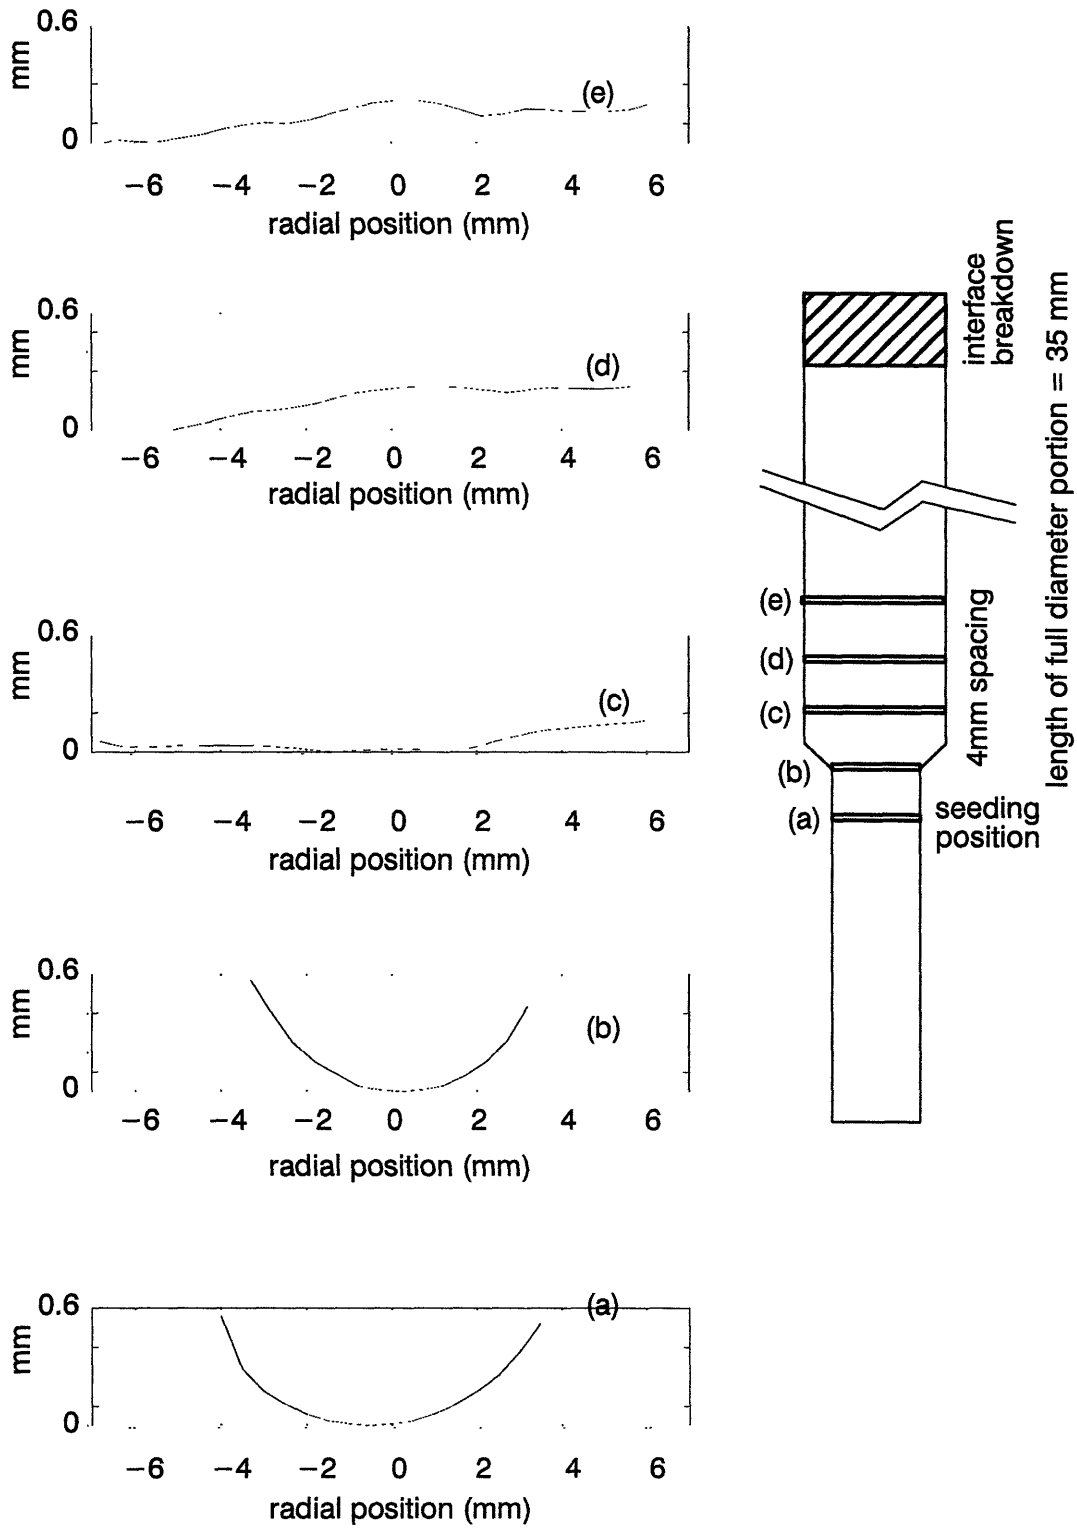 0.6
mm
0
(e)
−6 −4 −2 0 2 4 6
radial position (mm)
0.6
mm
0
(d)
−6 −4 −2 0 2 4 6
radial position (mm)
0.6
mm
0
(c)
−6 −4 −2 0 2 4 6
radial position (mm)
0.6
mm
0
(b)
−6 −4 −2 0 2 4 6
radial position (mm)
0.6
mm
0
(a)
−6 −4 −2 0 2 4 6
radial position (mm)
interface
breakdown
length of full diameter portion = 35 mm
4mm spacing
(e)
(d)
(c)
(b)
(a)
seeding
position